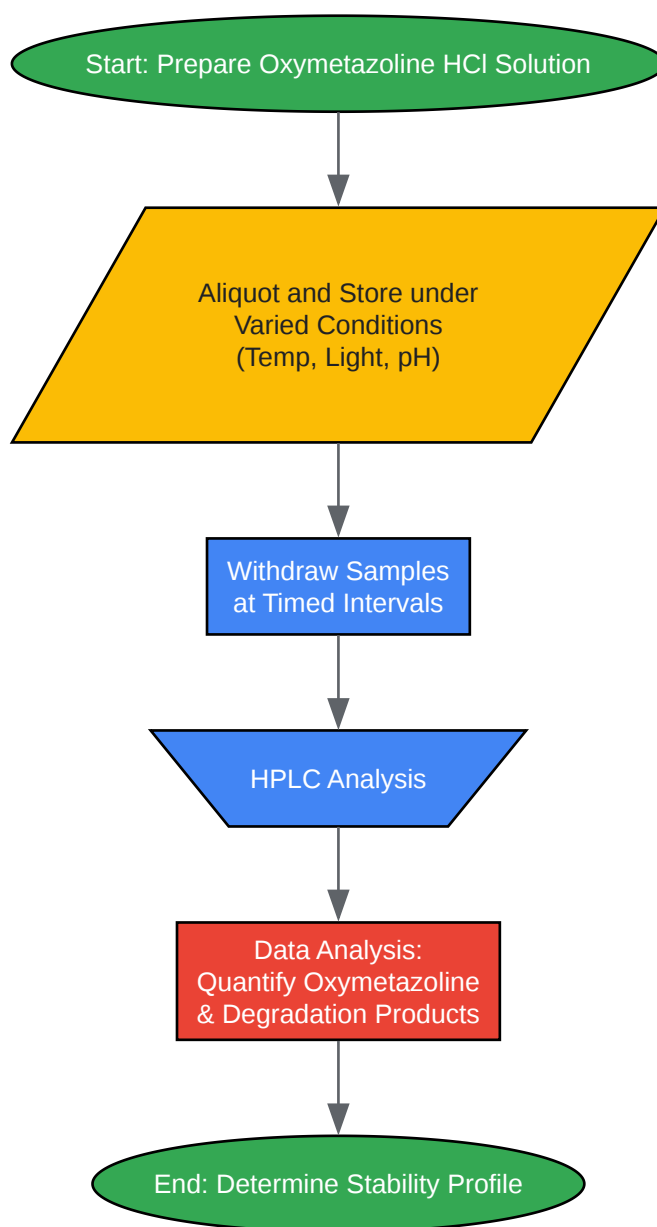 Start: Prepare Oxymetazoline HCl Solution
Aliquot and Store under
Varied Conditions
(Temp, Light, pH)
Withdraw Samples
at Timed Intervals
HPLC Analysis
Data Analysis:
Quantify Oxymetazoline
& Degradation Products
End: Determine Stability Profile